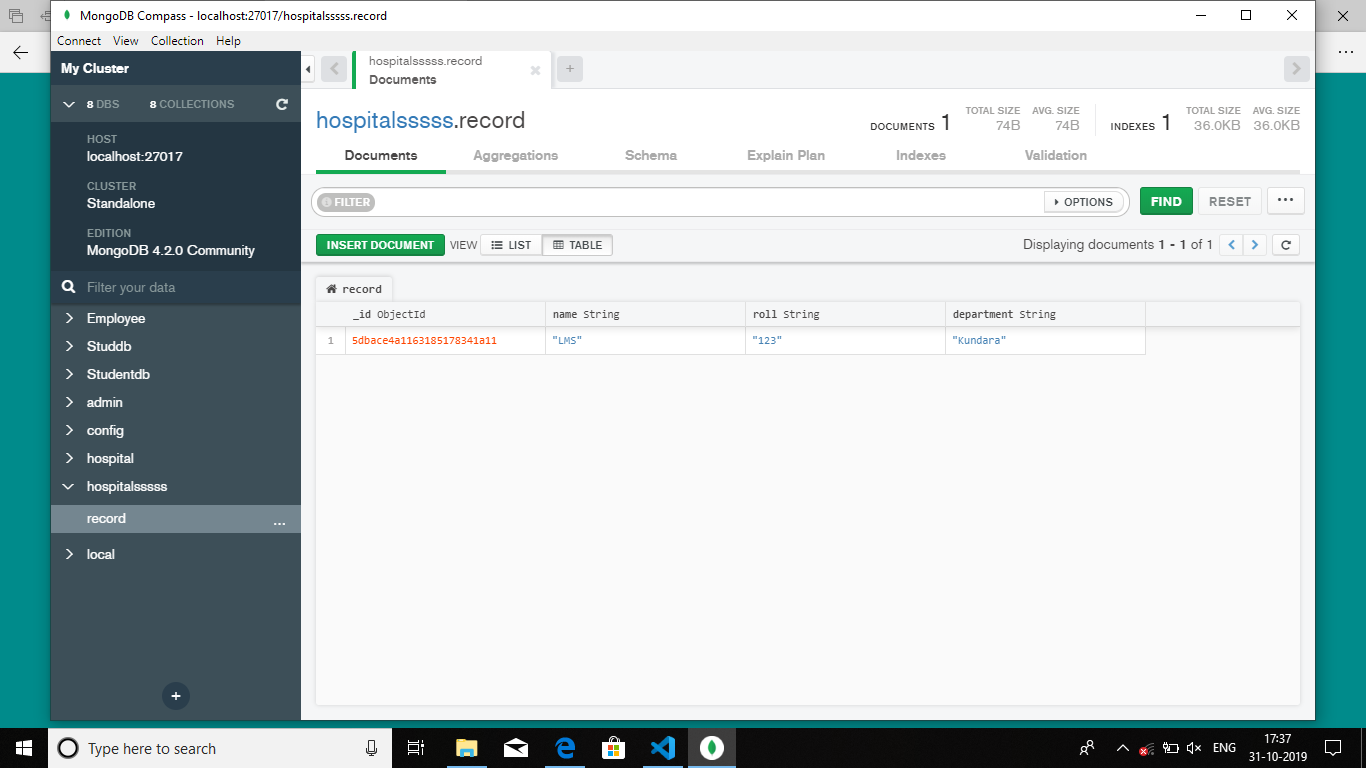 MongoDB Compass - localhost:27017/hospitalsssss.record
Connect View Collection Help
My Cluster
8 DBS 8 COLLECTIONS
HOST
localhost:27017
CLUSTER
Standalone
EDITION
MongoDB 4.2.0 Community
Filter your data
Employee
Studdb
Studentdb
admin
config
hospital
hospitalsssss
record ...
local
+
hospitalsssss.record
Documents
+
hospitalsssss.record
DOCUMENTS 1 TOTAL SIZE 74B AVG. SIZE 74B INDEXES 1 TOTAL SIZE 36.0KB AVG. SIZE 36.0KB
Documents Aggregations Schema Explain Plan Indexes Validation
FILTER OPTIONS FIND RESET ...
INSERT DOCUMENT VIEW LIST TABLE Displaying documents 1 - 1 of 1
record
_id ObjectId name String roll String department String
1 5dbace4a1163185178341a11 "LMS" "123" "Kundara"
Type here to search
ENG
17:37
31-10-2019